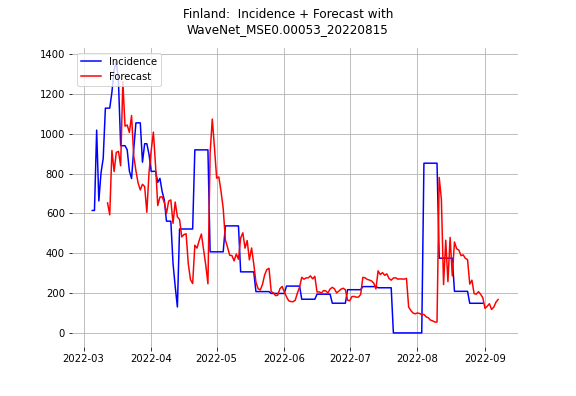 Finland:  Incidence + Forecast with
WaveNet_MSE0.00053_20220815
Incidence
Forecast
1400
1200
1000
800
600
400
200
0
2022-03 2022-04 2022-05 2022-06 2022-07 2022-08 2022-09